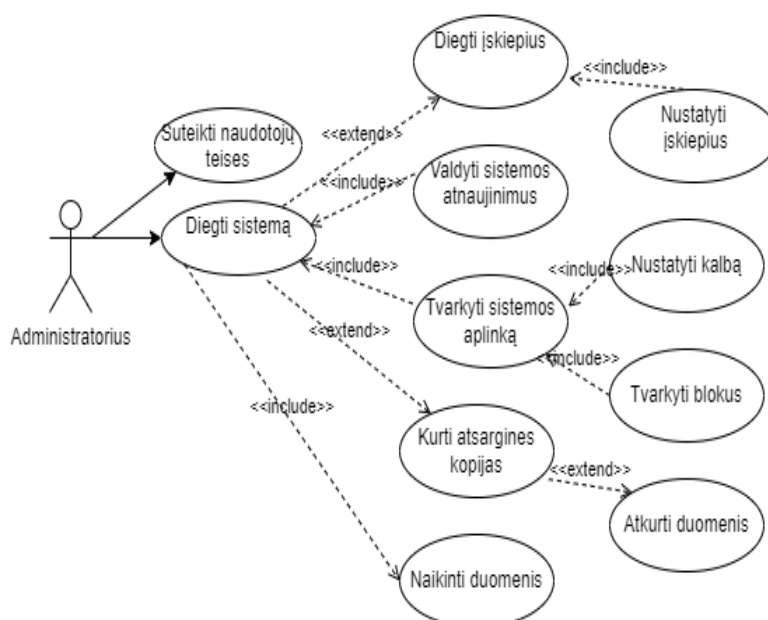 Diegti įskiepius
<<include>>
Nustatyti
įskiepius
Suteikti naudotojų
teises
<<extend>>
Valdyti sistemos
atnaujinimus
<<include>>
Diegti sistemą
Administratorius
<<include>>
Tvarkyti sistemos
aplinką
<<include>>
Nustatyti kalbą
<<include>>
Tvarkyti blokus
<<extend>>
Kurti atsargines
kopijas
<<include>>
<<extend>>
Atkurti duomenis
Naikinti duomenis